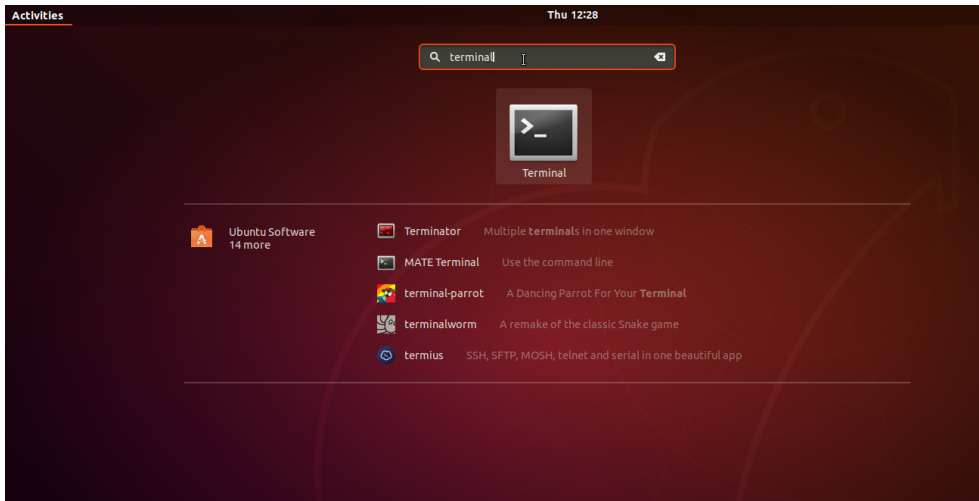 Activities
Thu 12:28
terminal
Terminal
Ubuntu Software
14 more
Terminator Multiple terminals in one window
MATE Terminal Use the command line
terminal-parrot A Dancing Parrot For Your Terminal
terminalworm A remake of the classic Snake game
termius SSH, SFTP, MOSH, telnet and serial in one beautiful app